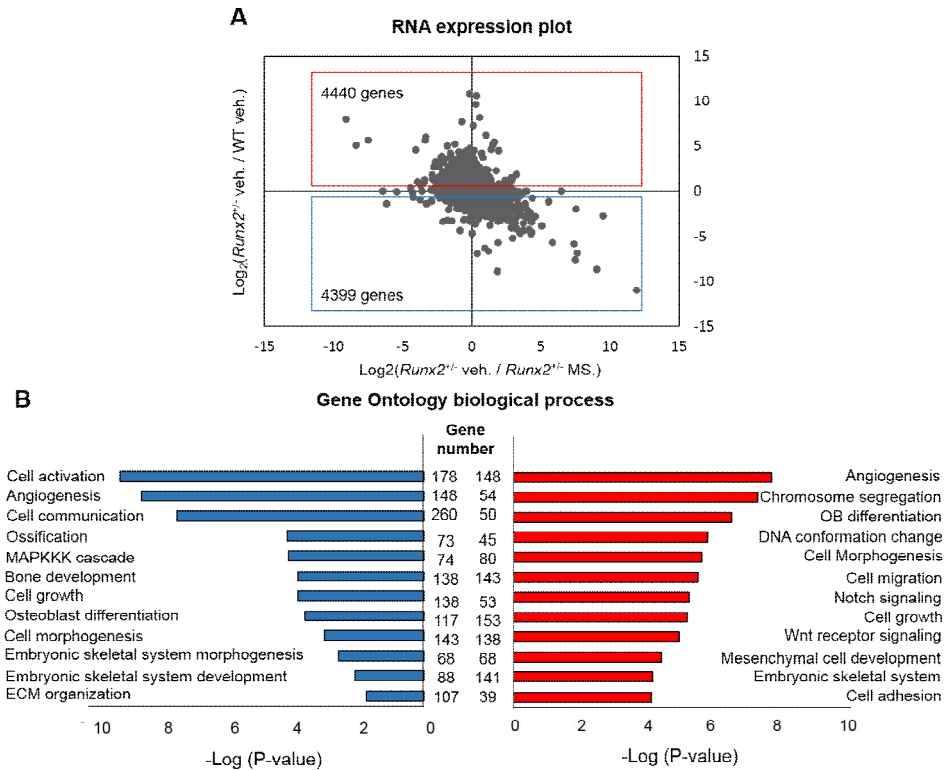 A
RNA expression plot
15
10
5
0
-5
-10
-15
4440 genes
4399 genes
Log₂(Runx2⁺/⁻ veh. / WT veh.)
-15
-10
-5
0
5
10
15
Log2(Runx2⁺/⁻ veh. / Runx2⁺/⁻ MS.)
B
Gene Ontology biological process
Gene
number
Cell activation 178 148 Angiogenesis
Angiogenesis 148 54 Chromosome segregation
Cell communication 260 50 OB differentiation
Ossification 73 45 DNA conformation change
MAPKKK cascade 74 80 Cell Morphogenesis
Bone development 138 143 Cell migration
Cell growth 138 53 Notch signaling
Osteoblast differentiation 117 153 Cell growth
Cell morphogenesis 143 138 Wnt receptor signaling
Embryonic skeletal system morphogenesis 68 68 Mesenchymal cell development
Embryonic skeletal system development 88 141 Embryonic skeletal system
ECM organization 107 39 Cell adhesion
10 8 6 4 2 0
0 2 4 6 8 10
-Log (P-value)
-Log (P-value)